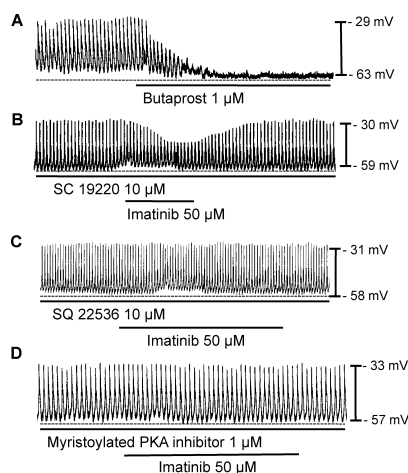 A
- 29 mV
- 63 mV
Butaprost 1 µM
B
- 30 mV
- 59 mV
SC 19220 10 µM
Imatinib 50 µM
C
- 31 mV
- 58 mV
SQ 22536 10 µM
Imatinib 50 µM
D
- 33 mV
- 57 mV
Myristoylated PKA inhibitor 1 µM
Imatinib 50 µM